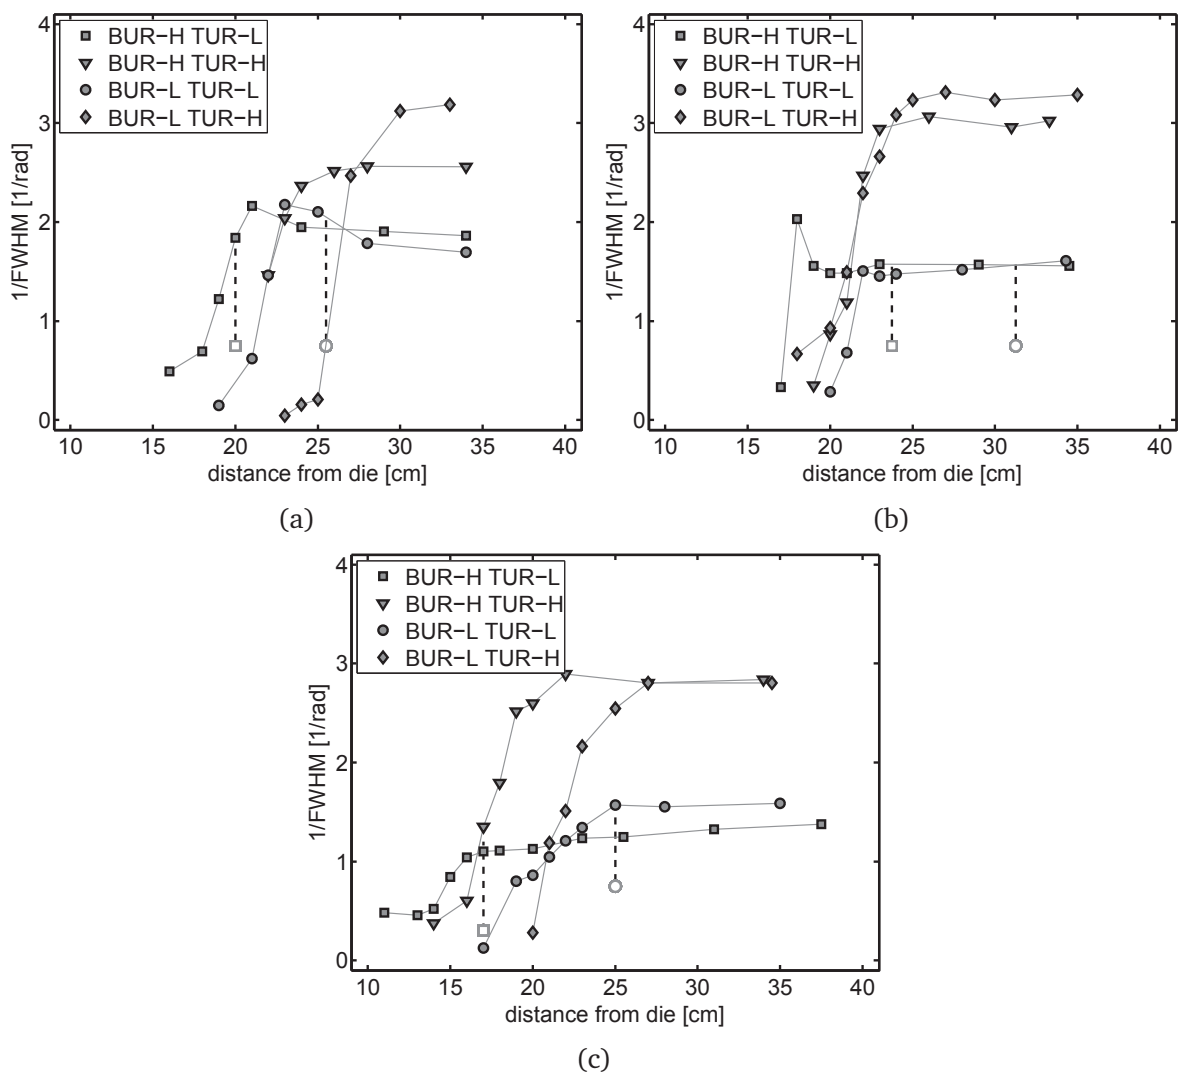 4
3
2
1
0
1/FWHM [1/rad]
BUR−H TUR−L
BUR−H TUR−H
BUR−L TUR−L
BUR−L TUR−H
10 15 20 25 30 35 40
distance from die [cm]
(a)
4
3
2
1
0
1/FWHM [1/rad]
BUR−H TUR−L
BUR−H TUR−H
BUR−L TUR−L
BUR−L TUR−H
10 15 20 25 30 35 40
distance from die [cm]
(b)
4
3
2
1
0
1/FWHM [1/rad]
BUR−H TUR−L
BUR−H TUR−H
BUR−L TUR−L
BUR−L TUR−H
10 15 20 25 30 35 40
distance from die [cm]
(c)